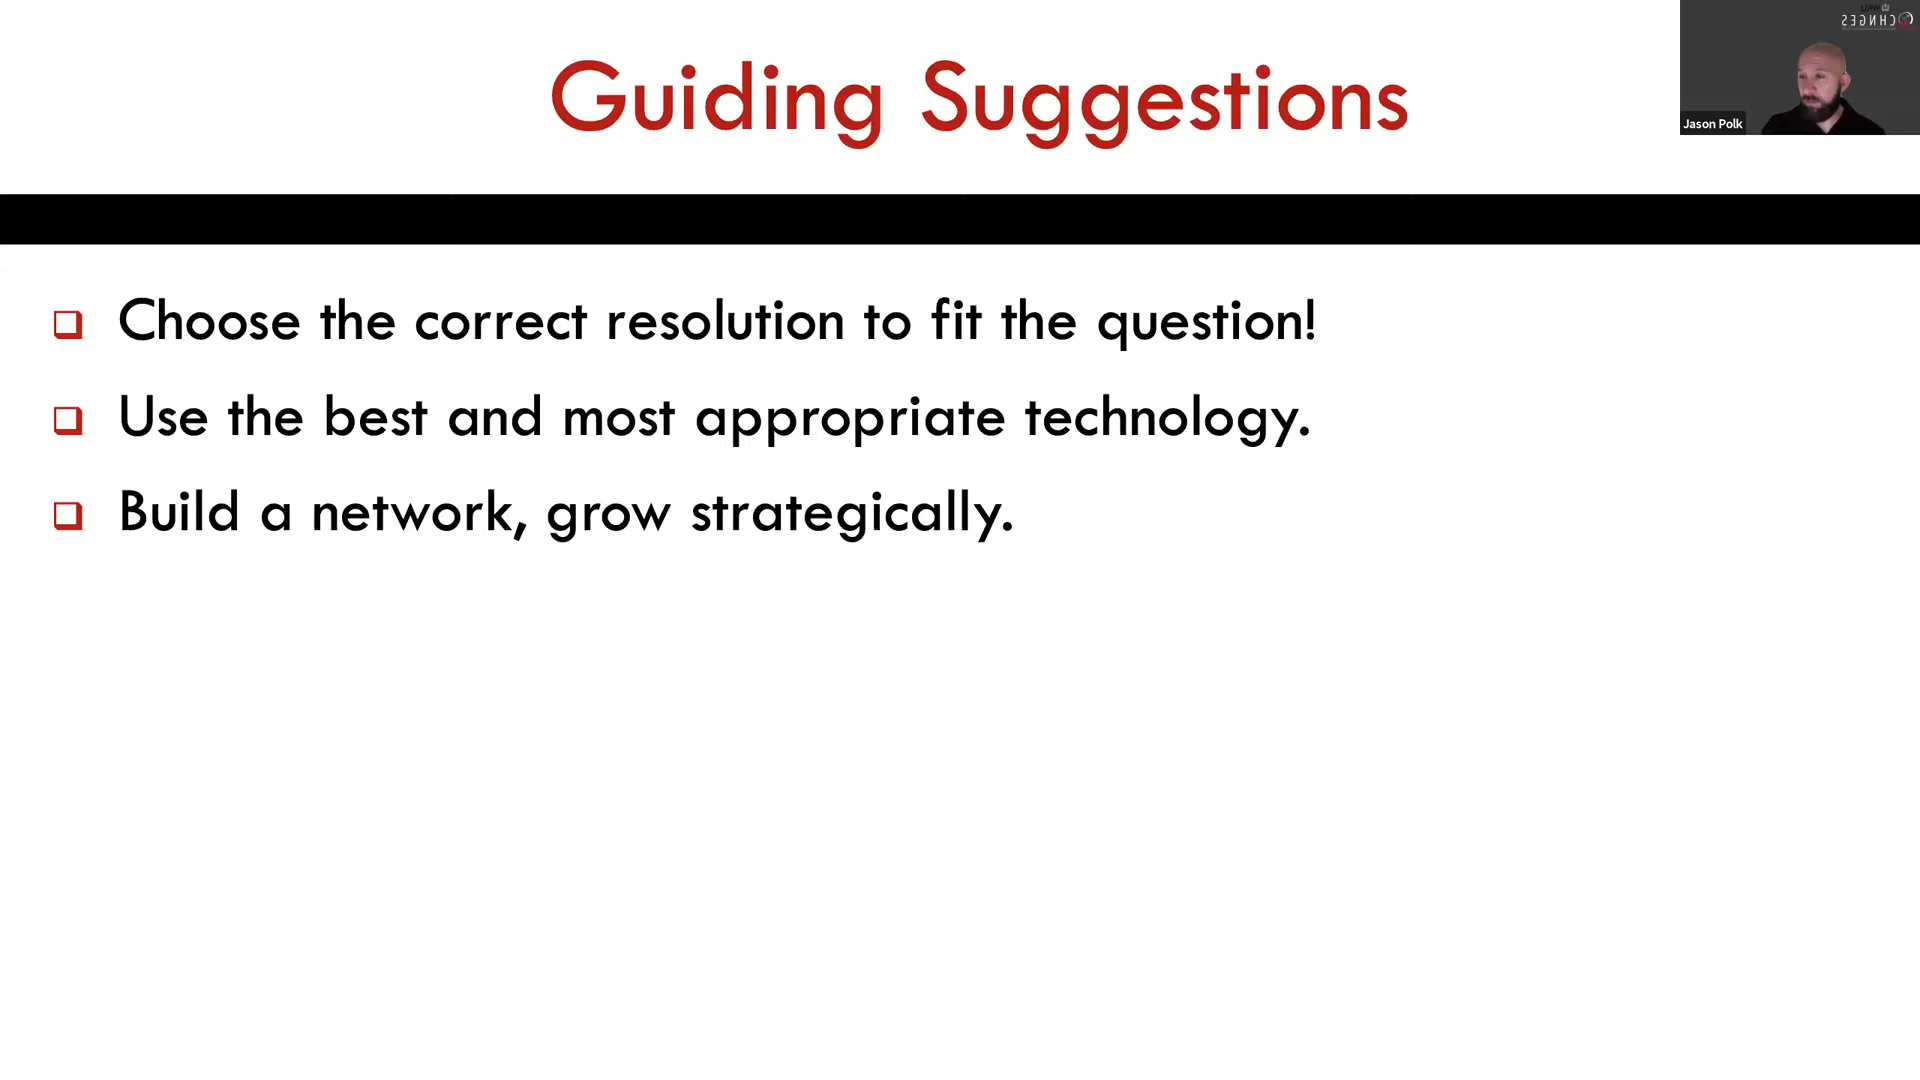 Guiding Suggestions
Jason Polk
Choose the correct resolution to fit the question!
Use the best and most appropriate technology.
Build a network, grow strategically.